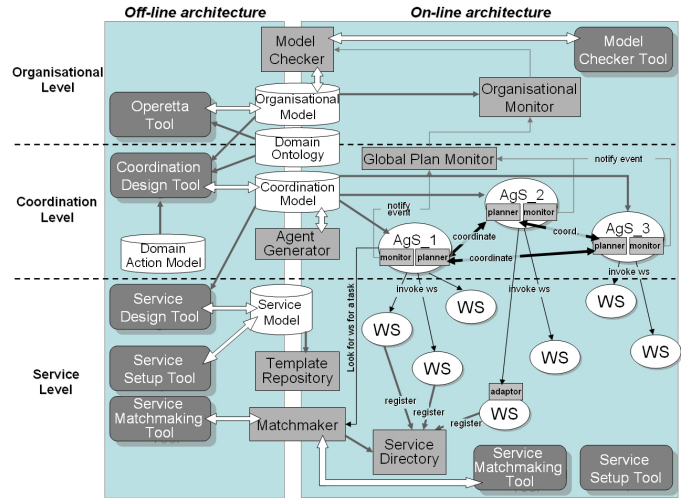 Off-line architecture
On-line architecture
Model
Checker
Model
Checker Tool
Organisational
Level
Operetta
Tool
Organisational
Model
Organisational
Monitor
Domain
Ontology
Coordination
Design Tool
Global Plan Monitor
notify event
Coordination
Level
Coordination
Model
notify
event
AgS_2
planner
monitor
AgS_1
monitor
planner
coordinate
coord.
AgS_3
planner
monitor
coordinate
Agent
Generator
Domain
Action Model
invoke ws
invoke ws
invoke ws
Service
Design Tool
Service
Model
Look for ws for a task
WS
WS
WS
WS
WS
WS
Service
Setup Tool
Template
Repository
Service
Level
adaptor
WS
register
register
register
Service
Matchmaking
Tool
Matchmaker
Service
Directory
Service
Matchmaking Tool
Service
Setup Tool